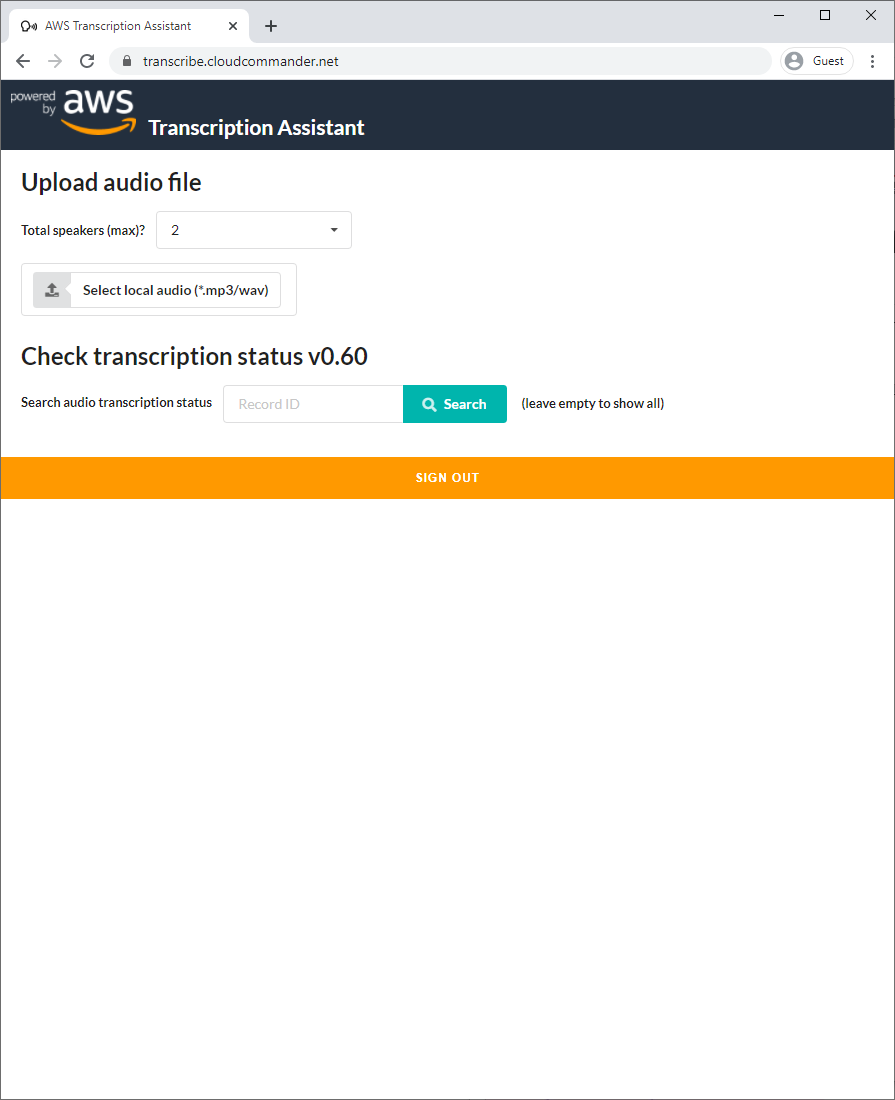 AWS Transcription Assistant
transcribe.cloudcommander.net
Guest
powered by aws
Transcription Assistant
Upload audio file
Total speakers (max)? 2
Select local audio (*.mp3/wav)
Check transcription status v0.60
Search audio transcription status Record ID Search (leave empty to show all)
SIGN OUT